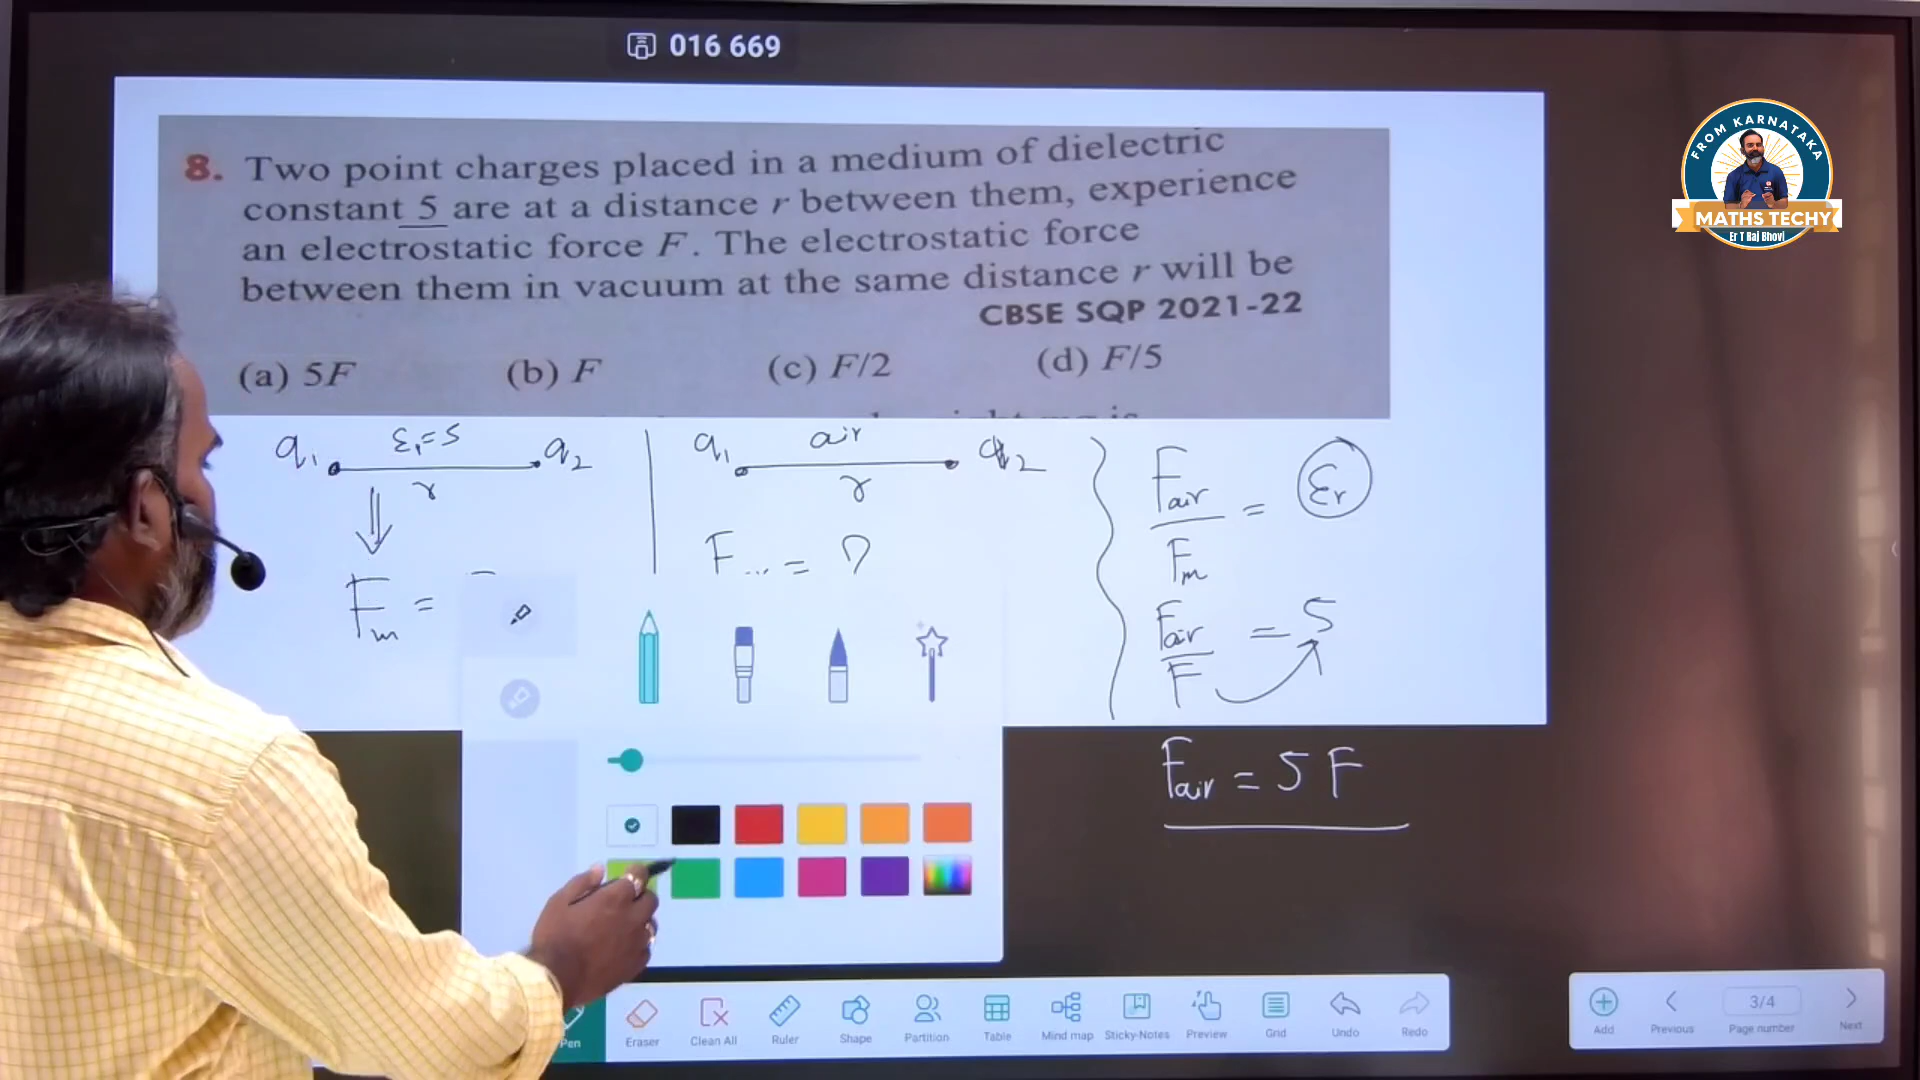 016 669
FROM KARNATAKA
MATHS TECHY
Er T Raj Bhovi
8. Two point charges placed in a medium of dielectric
constant 5 are at a distance r between them, experience
an electrostatic force F. The electrostatic force
between them in vacuum at the same distance r will be
CBSE SQP 2021-22
(a) 5F (b) F (c) F/2 (d) F/5
q₁ εᵣ=5 q₂
r
Fm =
q₁ air q₂
r
F = ?
Fair/Fm = εr
Fair/F = 5
Fair = 5 F
Pen
Eraser
Clean All
Ruler
Shape
Partition
Table
Mind map
Sticky-Notes
Preview
Grid
Undo
Redo
Add
Previous
3/4
Page number
Next